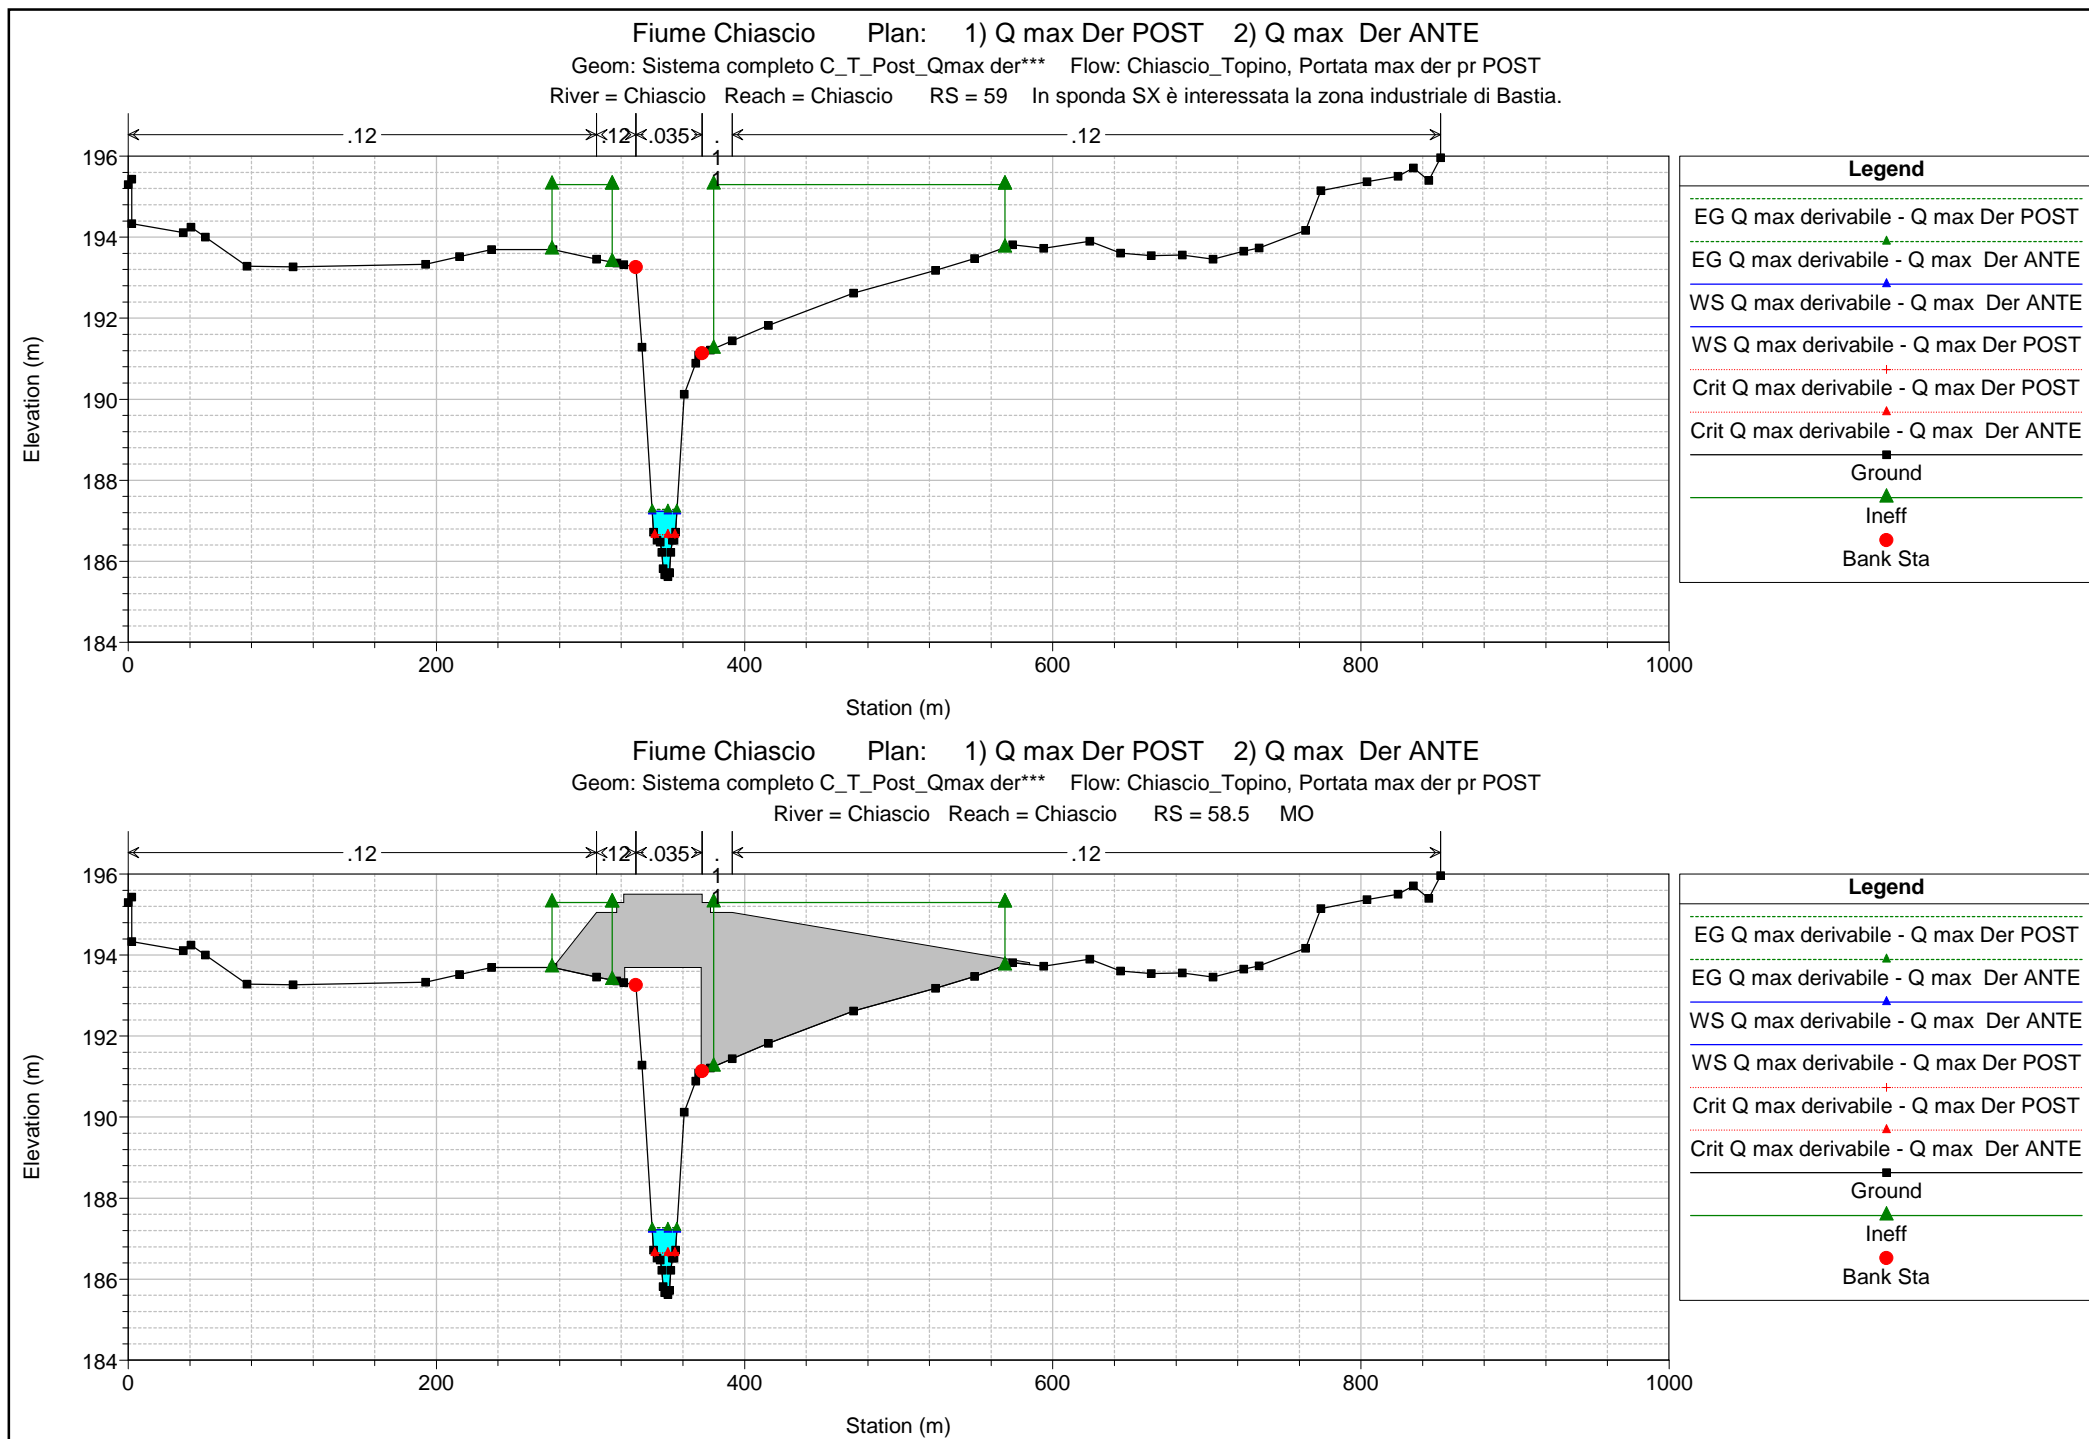 Fiume Chiascio Plan: 1) Q max Der POST 2) Q max Der ANTE
Geom: Sistema completo C_T_Post_Qmax der*** Flow: Chiascio_Topino, Portata max der pr POST
River = Chiascio Reach = Chiascio RS = 59 In sponda SX è interessata la zona industriale di Bastia.
.12 .12 .035 .1 .12
1
196
194
192
190
188
186
184
Elevation (m)
0 200 400 600 800 1000
Station (m)
Legend
EG Q max derivabile - Q max Der POST
EG Q max derivabile - Q max Der ANTE
WS Q max derivabile - Q max Der ANTE
WS Q max derivabile - Q max Der POST
Crit Q max derivabile - Q max Der POST
Crit Q max derivabile - Q max Der ANTE
Ground
Ineff
Bank Sta
Fiume Chiascio Plan: 1) Q max Der POST 2) Q max Der ANTE
Geom: Sistema completo C_T_Post_Qmax der*** Flow: Chiascio_Topino, Portata max der pr POST
River = Chiascio Reach = Chiascio RS = 58.5 MO
.12 .12 .035 .1 .12
1
196
194
192
190
188
186
184
Elevation (m)
0 200 400 600 800 1000
Station (m)
Legend
EG Q max derivabile - Q max Der POST
EG Q max derivabile - Q max Der ANTE
WS Q max derivabile - Q max Der ANTE
WS Q max derivabile - Q max Der POST
Crit Q max derivabile - Q max Der POST
Crit Q max derivabile - Q max Der ANTE
Ground
Ineff
Bank Sta